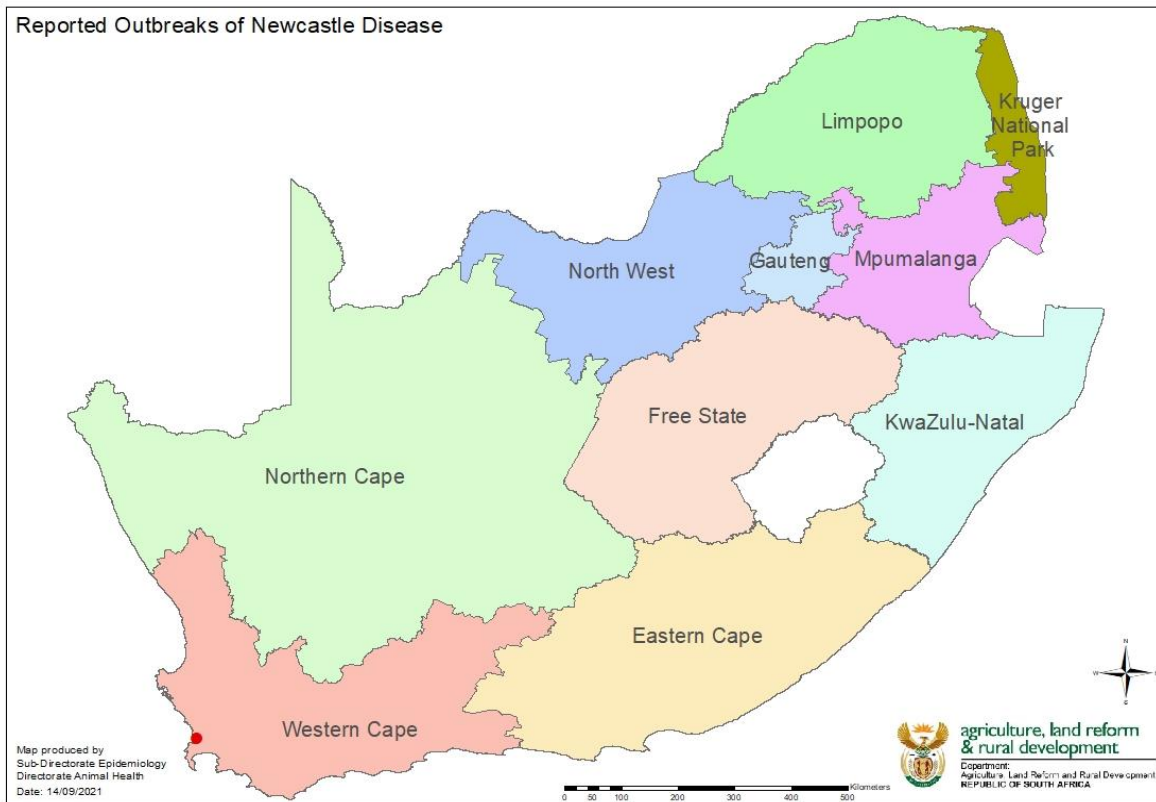 Reported Outbreaks of Newcastle Disease
Limpopo
Kruger
National
Park
North West
Gauteng
Mpumalanga
Free State
KwaZulu-Natal
Northern Cape
Eastern Cape
Western Cape
N
W
S
Map produced by
Sub-Directorate Epidemiology
Directorate Animal Health
Date: 14/09/2021
Kilometers
0 50 100 200 300 400 500
agriculture, land reform
& rural development
Department:
Agriculture, Land Reform and Rural Development
REPUBLIC OF SOUTH AFRICA